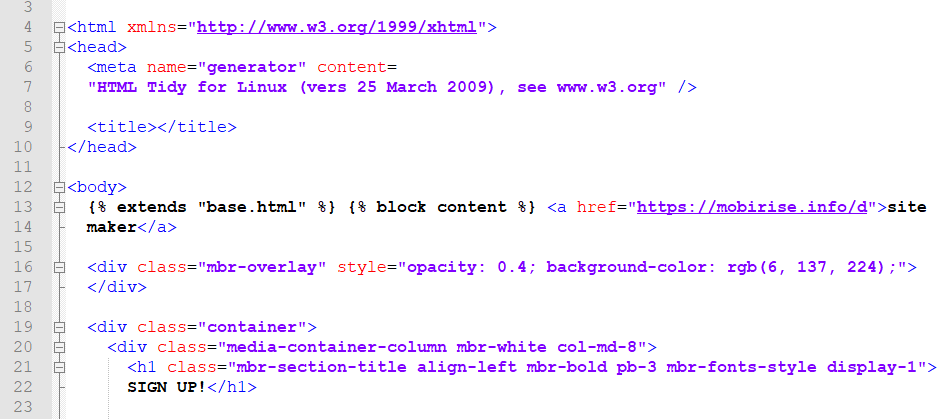 3
4 <html xmlns="http://www.w3.org/1999/xhtml">
5 <head>
6 <meta name="generator" content=
7 "HTML Tidy for Linux (vers 25 March 2009), see www.w3.org" />
8
9 <title></title>
10 </head>
11
12 <body>
13 {% extends "base.html" %} {% block content %} <a href="https://mobirise.info/d">site
14 maker</a>
15
16 <div class="mbr-overlay" style="opacity: 0.4; background-color: rgb(6, 137, 224);">
17 </div>
18
19 <div class="container">
20 <div class="media-container-column mbr-white col-md-8">
21 <h1 class="mbr-section-title align-left mbr-bold pb-3 mbr-fonts-style display-1">
22 SIGN UP!</h1>
23